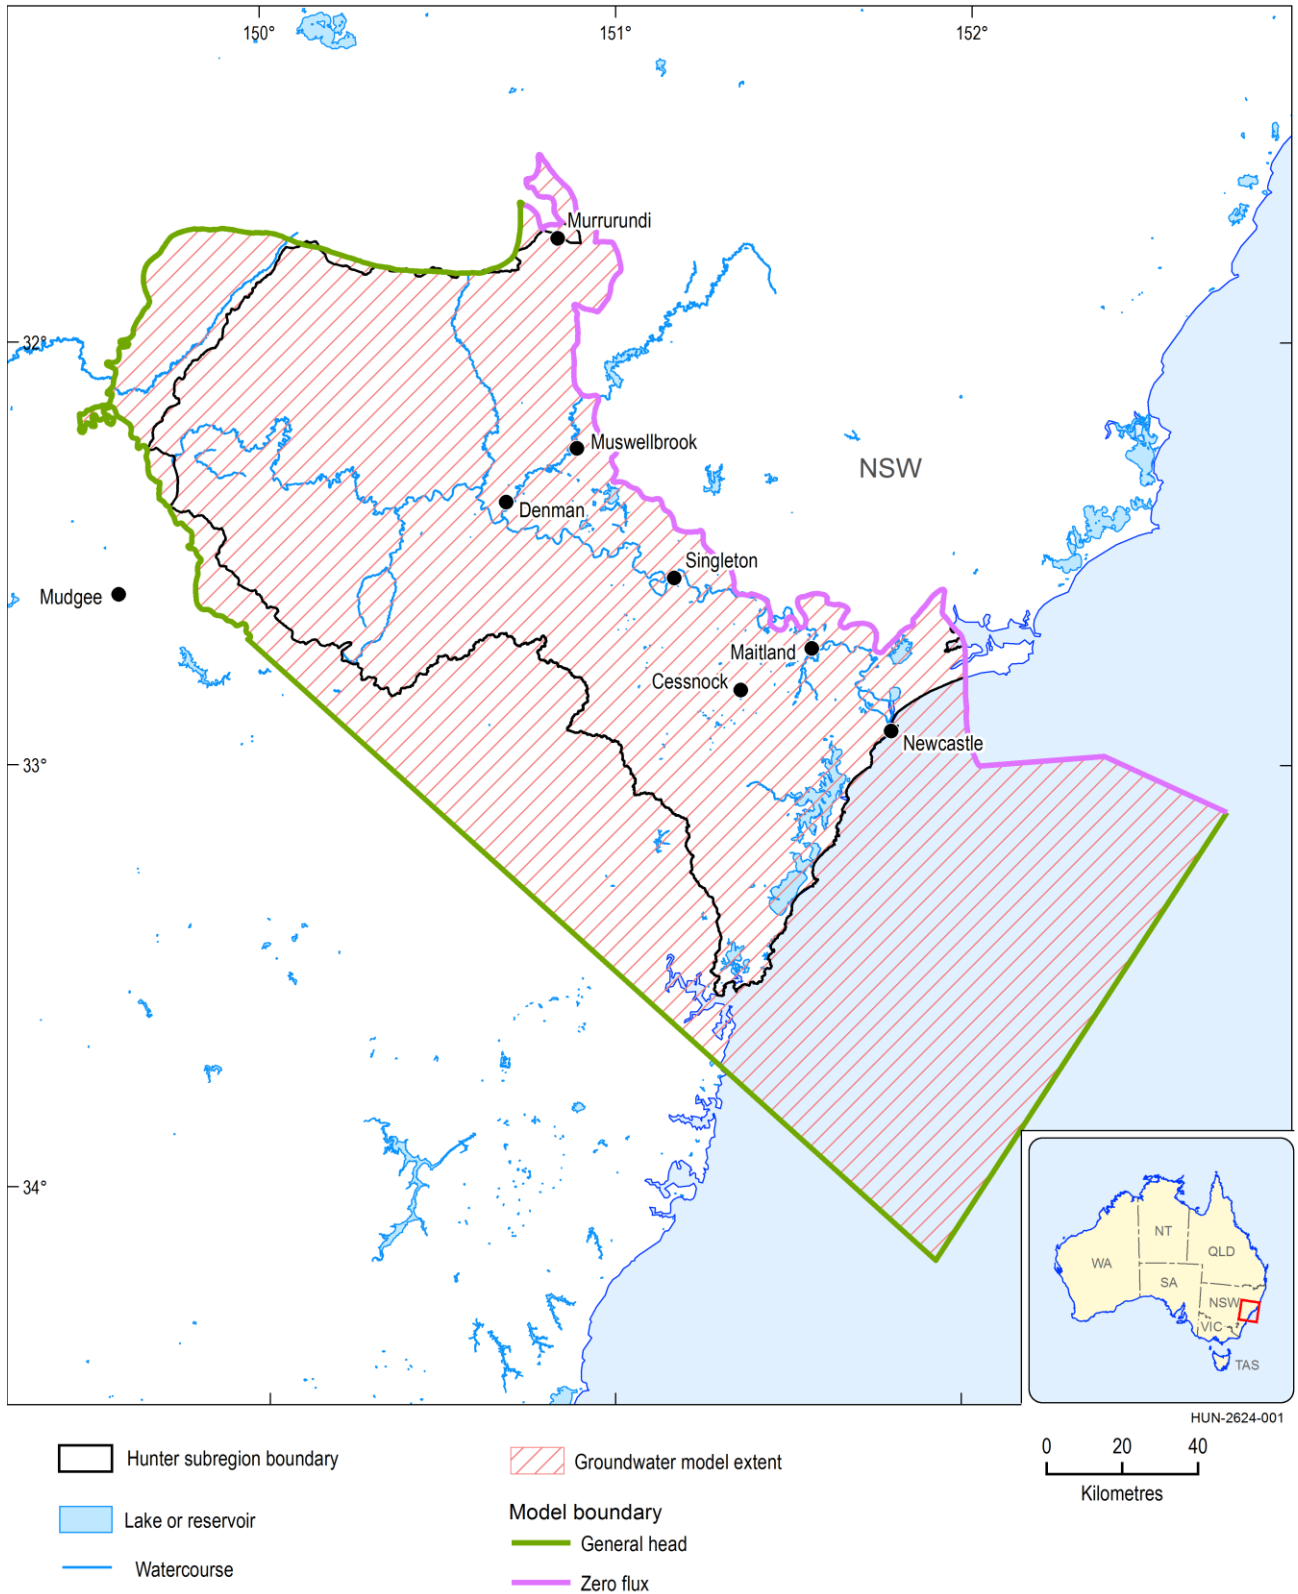 150°
151°
152°
Murrurundi
32°
Muswellbrook
NSW
Denman
Singleton
Mudgee
Maitland
Cessnock
Newcastle
33°
34°
NT
WA
QLD
SA
NSW
VIC
TAS
HUN-2624-001
Hunter subregion boundary
Groundwater model extent
0 20 40
Kilometres
Lake or reservoir
Model boundary
General head
Watercourse
Zero flux